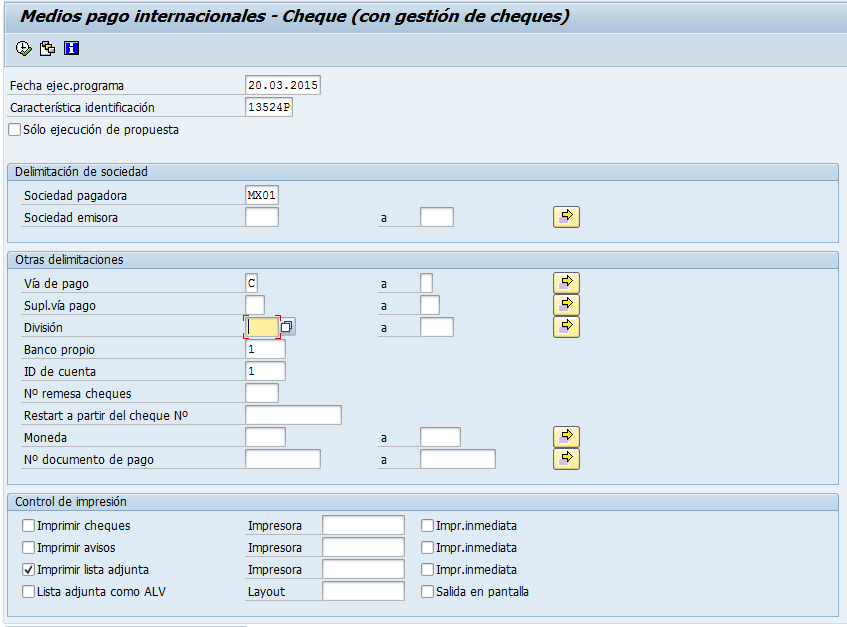 Medios pago internacionales - Cheque (con gestión de cheques)
Fecha ejec.programa 20.03.2015
Característica identificación 13524P
Sólo ejecución de propuesta
Delimitación de sociedad
Sociedad pagadora MX01
Sociedad emisora a
Otras delimitaciones
Vía de pago C a
Supl.vía pago a
División a
Banco propio 1
ID de cuenta 1
Nº remesa cheques
Restart a partir del cheque Nº
Moneda a
Nº documento de pago a
Control de impresión
Imprimir cheques Impresora Impr.inmediata
Imprimir avisos Impresora Impr.inmediata
Imprimir lista adjunta Impresora Impr.inmediata
Lista adjunta como ALV Layout Salida en pantalla